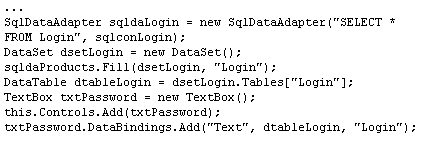 ...
SqlDataAdapter sqldaLogin = new SqlDataAdapter("SELECT *
FROM Login", sqlconLogin);
DataSet dsetLogin = new DataSet();
sqldaProducts.Fill(dsetLogin, "Login");
DataTable dtableLogin = dsetLogin.Tables["Login"];
TextBox txtPassword = new TextBox();
this.Controls.Add(txtPassword);
txtPassword.DataBindings.Add("Text", dtableLogin, "Login");